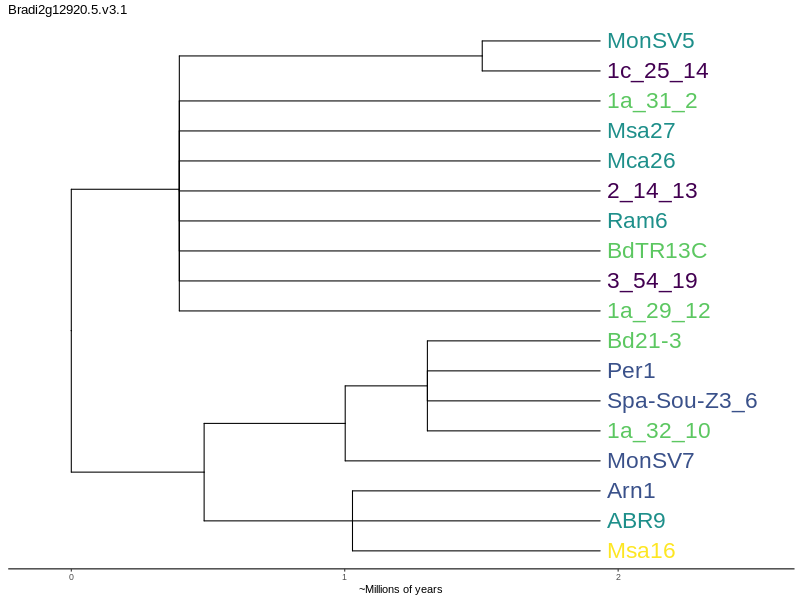 Bradi2g12920.5.v3.1
MonSV5
1c_25_14
1a_31_2
Msa27
Mca26
2_14_13
Ram6
BdTR13C
3_54_19
1a_29_12
Bd21-3
Per1
Spa-Sou-Z3_6
1a_32_10
MonSV7
Arn1
ABR9
Msa16
0 1 2
~Millions of years